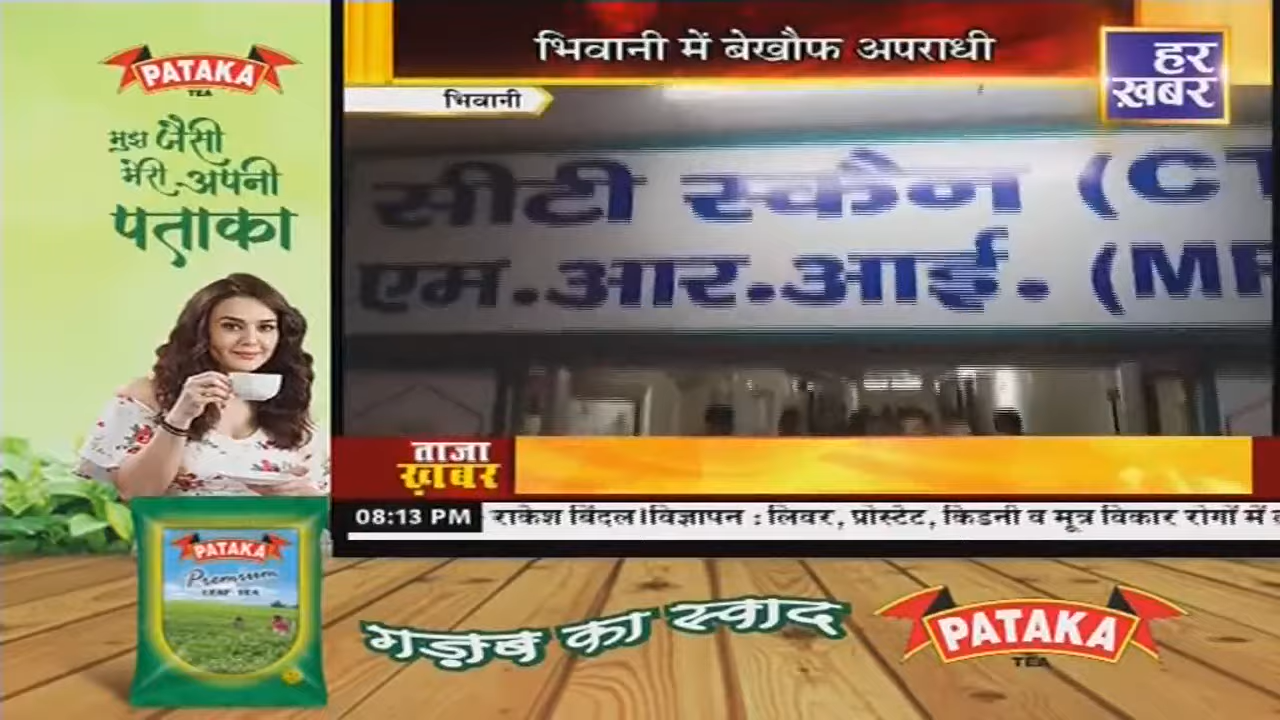 PATAKA
TEA
मुझ जैसी
मेरी अपनी
पताका
भिवानी में बेखौफ अपराधी
हर
ख़बर
भिवानी
सीटी स्कैन (CT
एम.आर.आई. (MR
ताजा
ख़बर
08:13 PM
राकेश बिंदल।विज्ञापन : लिवर, प्रोस्टेट, किडनी व मूत्र विकार रोगों में
PATAKA
Premium
LEAF TEA
गज़ब का स्वाद
PATAKA
TEA